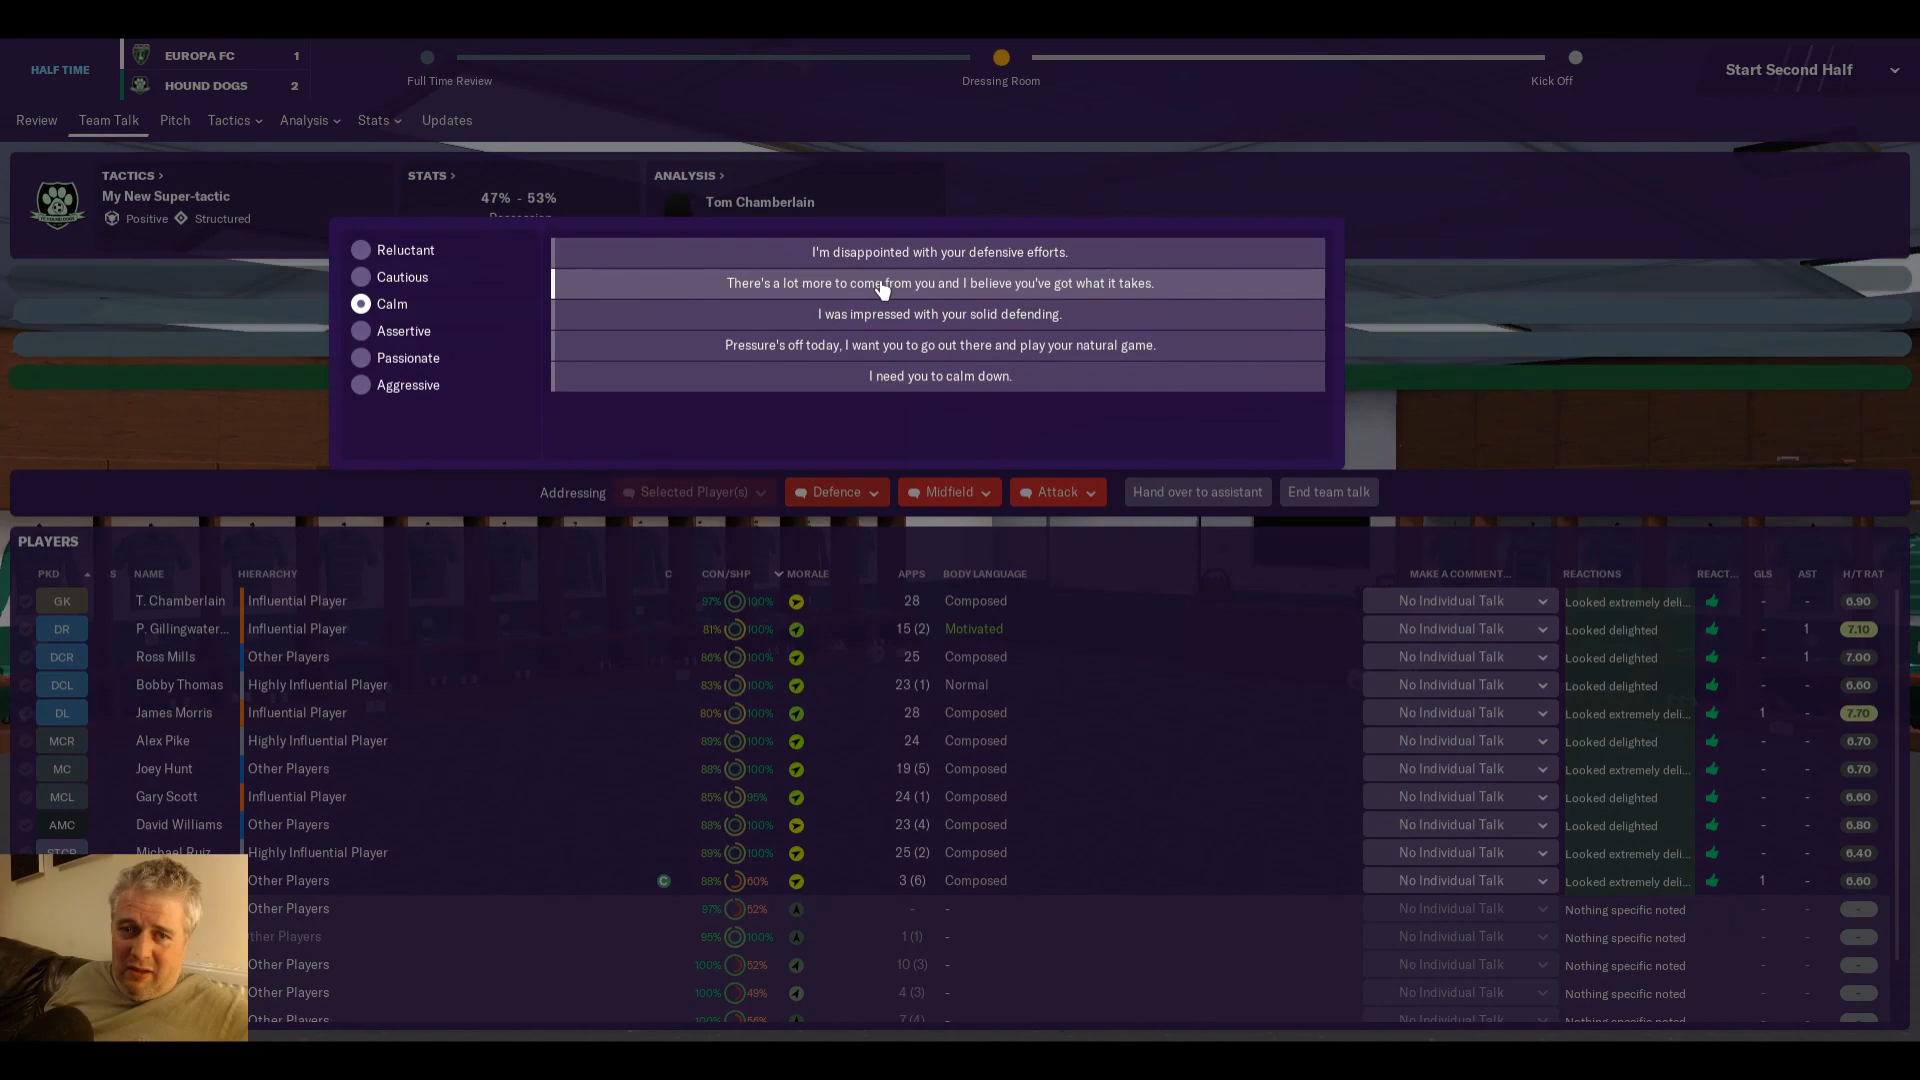 HALF TIME
EUROPA FC 1
HOUND DOGS 2
Full Time Review
Dressing Room
Kick Off
Start Second Half
Review Team Talk Pitch Tactics Analysis Stats Updates
TACTICS >
My New Super-tactic
Positive Structured
STATS >
47% - 53%
Possession
ANALYSIS >
Tom Chamberlain
Reluctant
Cautious
Calm
Assertive
Passionate
Aggressive
I'm disappointed with your defensive efforts.
There's a lot more to come from you and I believe you've got what it takes.
I was impressed with your solid defending.
Pressure's off today, I want you to go out there and play your natural game.
I need you to calm down.
Addressing Selected Player(s) Defence Midfield Attack Hand over to assistant End team talk
PLAYERS
PKD S NAME HIERARCHY C CON/SHP MORALE APPS BODY LANGUAGE MAKE A COMMENT... REACTIONS REACT... GLS AST H/T RAT
GK T. Chamberlain Influential Player 97% 100% 28 Composed No Individual Talk Looked extremely deli... - - 6.90
DR P. Gillingwater... Influential Player 81% 100% 15 (2) Motivated No Individual Talk Looked delighted - 1 7.10
DCR Ross Mills Other Players 86% 100% 25 Composed No Individual Talk Looked delighted - 1 7.00
DCL Bobby Thomas Highly Influential Player 83% 100% 23 (1) Normal No Individual Talk Looked delighted - - 6.60
DL James Morris Influential Player 80% 100% 28 Composed No Individual Talk Looked extremely deli... 1 - 7.70
MCR Alex Pike Highly Influential Player 89% 100% 24 Composed No Individual Talk Looked delighted - - 6.70
MC Joey Hunt Other Players 88% 100% 19 (5) Composed No Individual Talk Looked extremely deli... - - 6.70
MCL Gary Scott Influential Player 85% 95% 24 (1) Composed No Individual Talk Looked delighted - - 6.60
AMC David Williams Other Players 88% 100% 23 (4) Composed No Individual Talk Looked delighted - - 6.80
STCR Michael Ruiz Highly Influential Player 89% 100% 25 (2) Composed No Individual Talk Looked extremely deli... - - 6.40
Other Players C 88% 60% 3 (6) Composed No Individual Talk Looked extremely deli... 1 - 6.60
Other Players 97% 52% - - No Individual Talk Nothing specific noted - - -
ther Players 95% 100% 1 (1) - No Individual Talk Nothing specific noted - - -
Other Players 100% 52% 10 (3) - No Individual Talk Nothing specific noted - - -
Other Players 100% 49% 4 (3) - No Individual Talk Nothing specific noted - - -
Other Players 100% 56% 7 (4) - No Individual Talk Nothing specific noted - - -